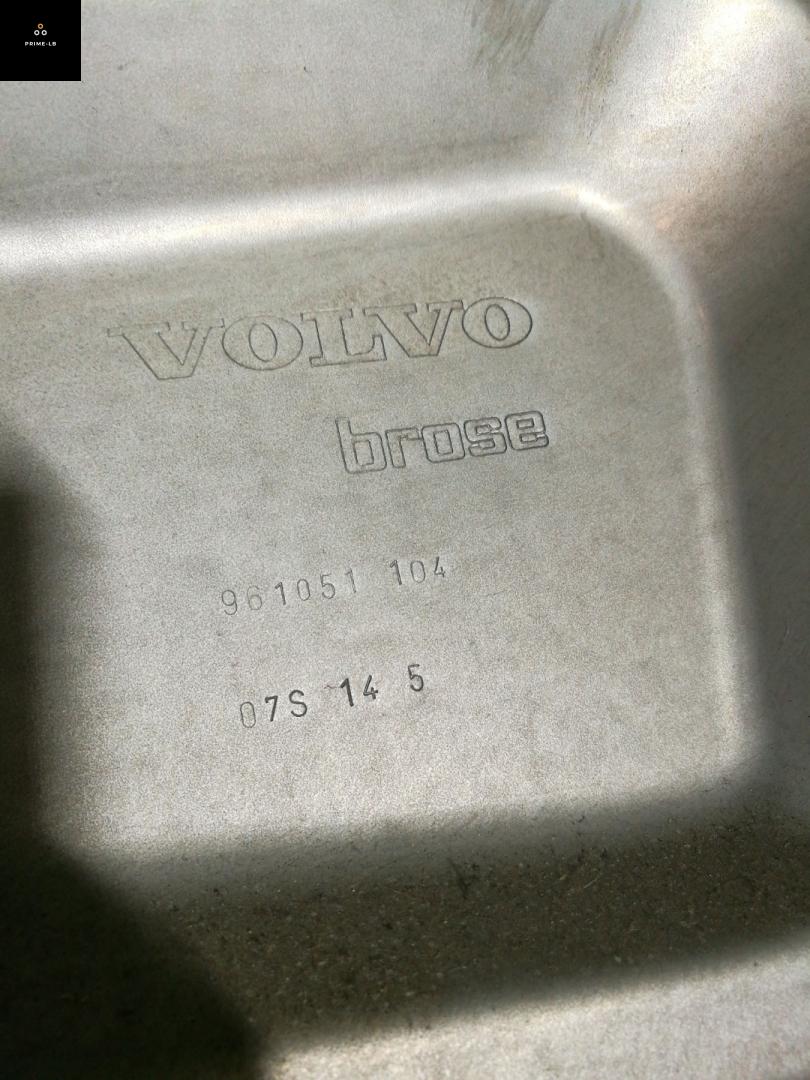 PRIME-LB
VOLVO
brose
961051 104
07S 14 5